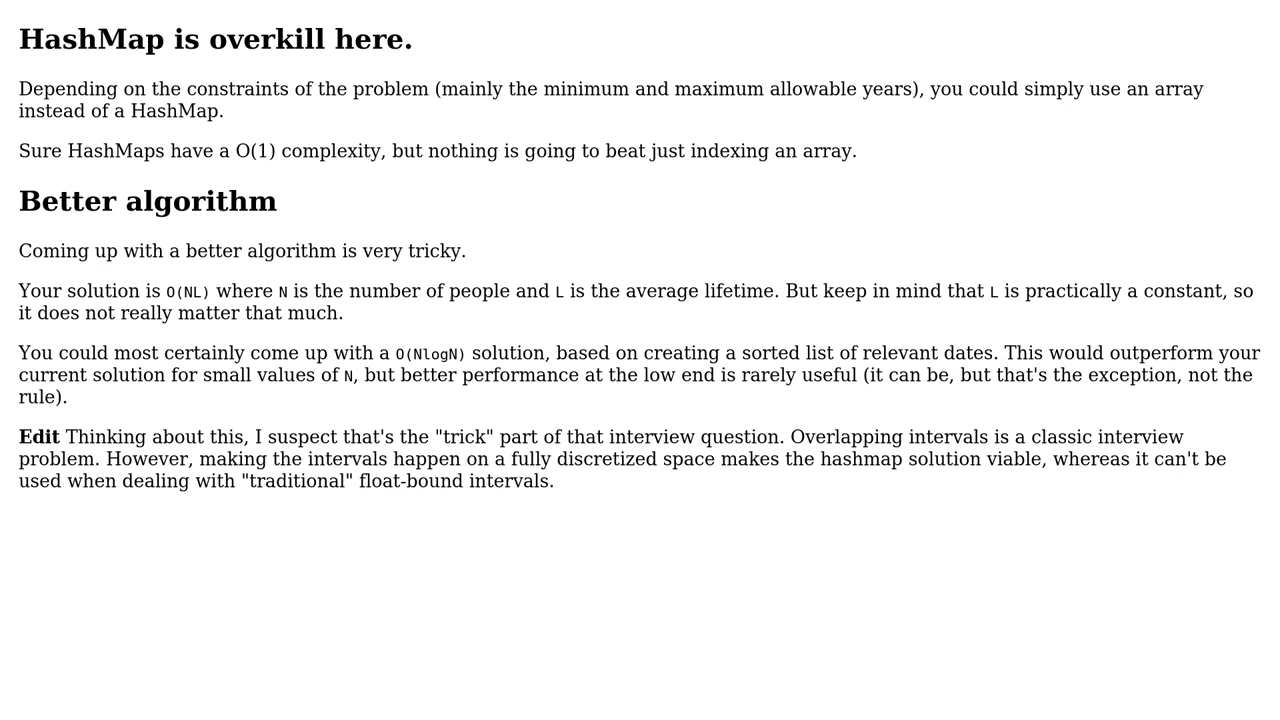 HashMap is overkill here.
Depending on the constraints of the problem (mainly the minimum and maximum allowable years), you could simply use an array
instead of a HashMap.
Sure HashMaps have a O(1) complexity, but nothing is going to beat just indexing an array.
Better algorithm
Coming up with a better algorithm is very tricky.
Your solution is O(NL) where N is the number of people and L is the average lifetime. But keep in mind that L is practically a constant, so
it does not really matter that much.
You could most certainly come up with a O(NlogN) solution, based on creating a sorted list of relevant dates. This would outperform your
current solution for small values of N, but better performance at the low end is rarely useful (it can be, but that's the exception, not the
rule).
Edit Thinking about this, I suspect that's the "trick" part of that interview question. Overlapping intervals is a classic interview
problem. However, making the intervals happen on a fully discretized space makes the hashmap solution viable, whereas it can't be
used when dealing with "traditional" float-bound intervals.